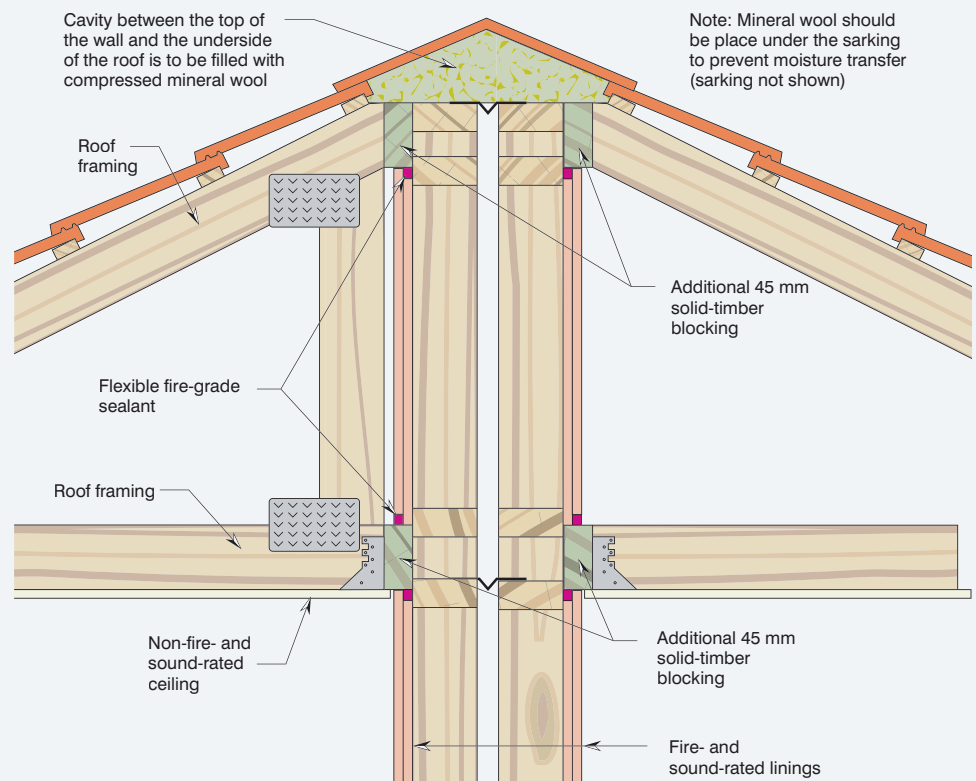 Cavity between the top of
the wall and the underside
of the roof is to be filled with
compressed mineral wool
Note: Mineral wool should
be place under the sarking
to prevent moisture transfer
(sarking not shown)
Roof
framing
Additional 45 mm
solid-timber
blocking
Flexible fire-grade
sealant
Roof framing
Non-fire- and
sound-rated
ceiling
Additional 45 mm
solid-timber
blocking
Fire- and
sound-rated linings